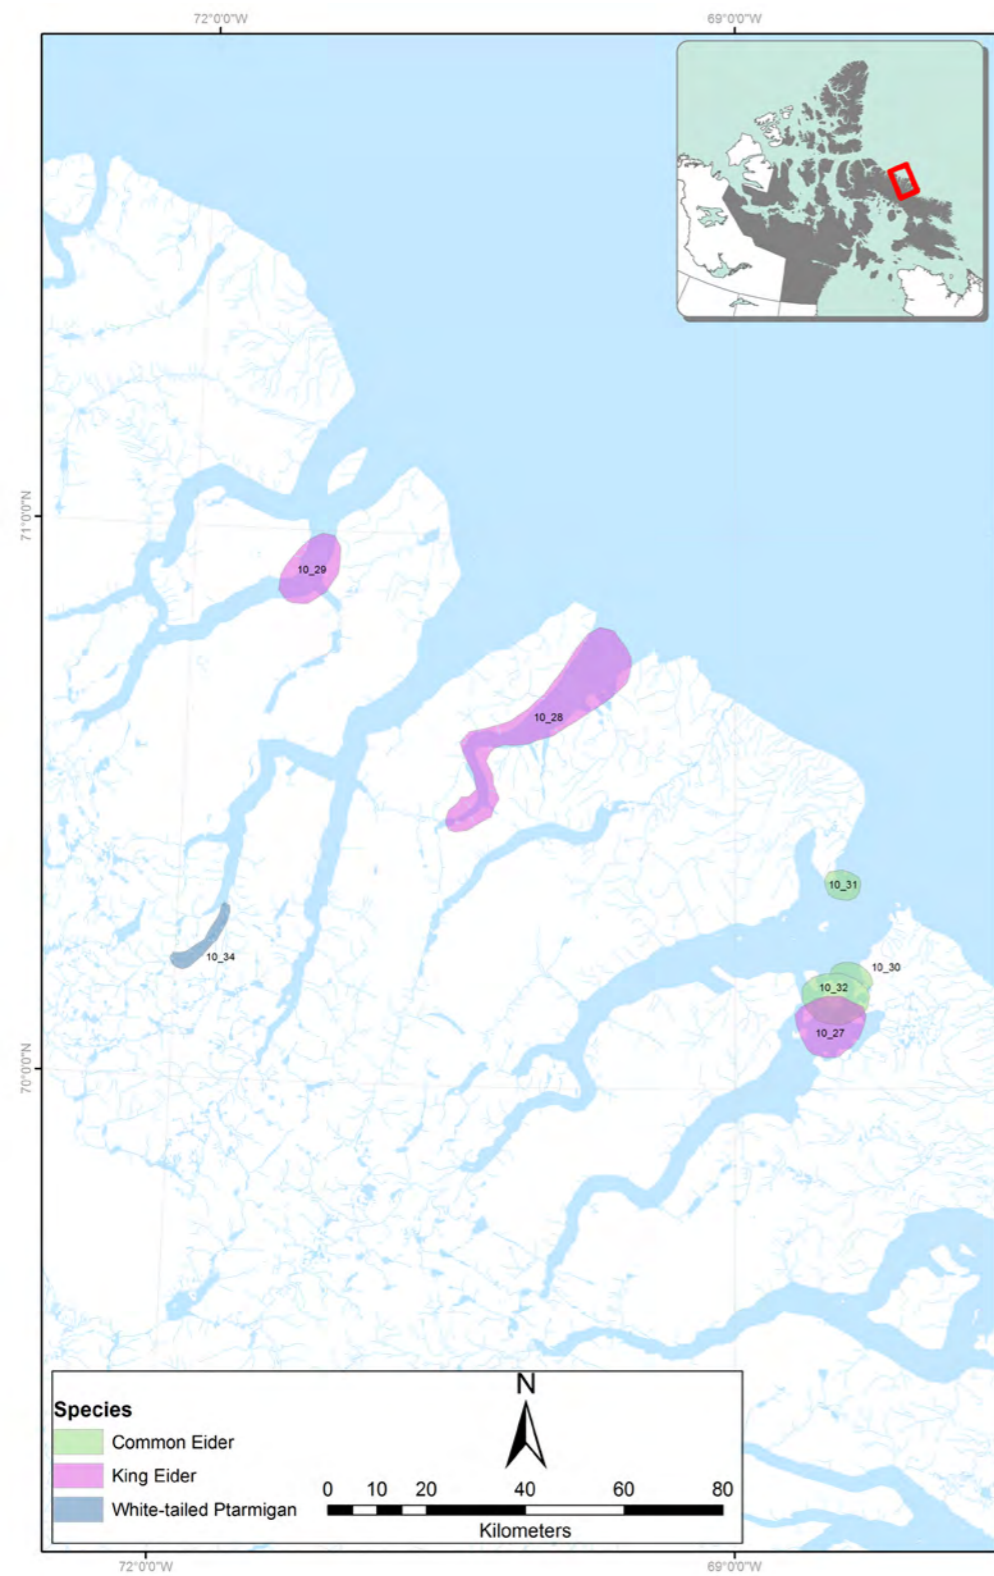 72°0'0"W
69°0'0"W
71°0'0"N
10_29
10_28
10_31
10_34
10_30
10_32
10_27
70°0'0"N
Species
Common Eider
King Eider
White-tailed Ptarmigan
N
0 10 20 40 60 80
Kilometers
72°0'0"W
69°0'0"W